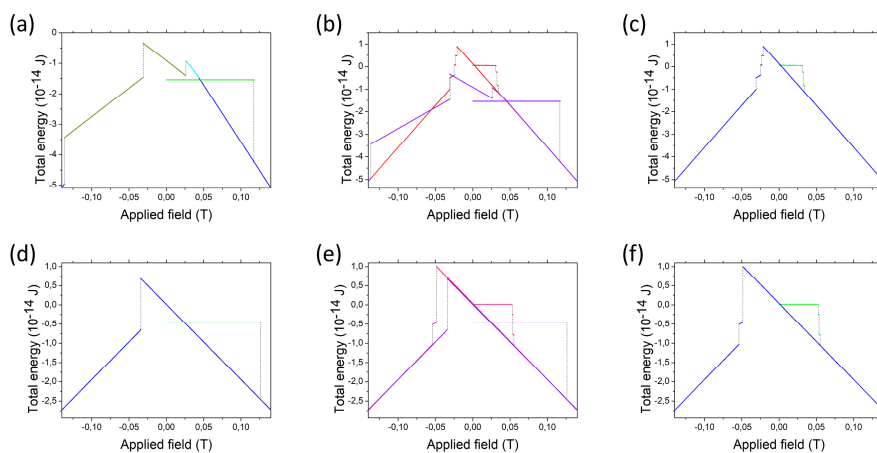 (a)
0
-1
-2
-3
-4
-5
-0,10 -0,05 0,00 0,05 0,10
Total energy (10-14 J)
Applied field (T)
(b)
1
0
-1
-2
-3
-4
-5
-0,10 -0,05 0,00 0,05 0,10
Total energy (10-14 J)
Applied field (T)
(c)
1
0
-1
-2
-3
-4
-5
-0,10 -0,05 0,00 0,05 0,10
Total energy (10-14 J)
Applied field (T)
(d)
1,0
0,5
0,0
-0,5
-1,0
-1,5
-2,0
-2,5
-0,10 -0,05 0,00 0,05 0,10
Total energy (10-14 J)
Applied field (T)
(e)
1,0
0,5
0,0
-0,5
-1,0
-1,5
-2,0
-2,5
-0,10 -0,05 0,00 0,05 0,10
Total energy (10-14 J)
Applied field (T)
(f)
1,0
0,5
0,0
-0,5
-1,0
-1,5
-2,0
-2,5
-0,10 -0,05 0,00 0,05 0,10
Total energy (10-14 J)
Applied field (T)